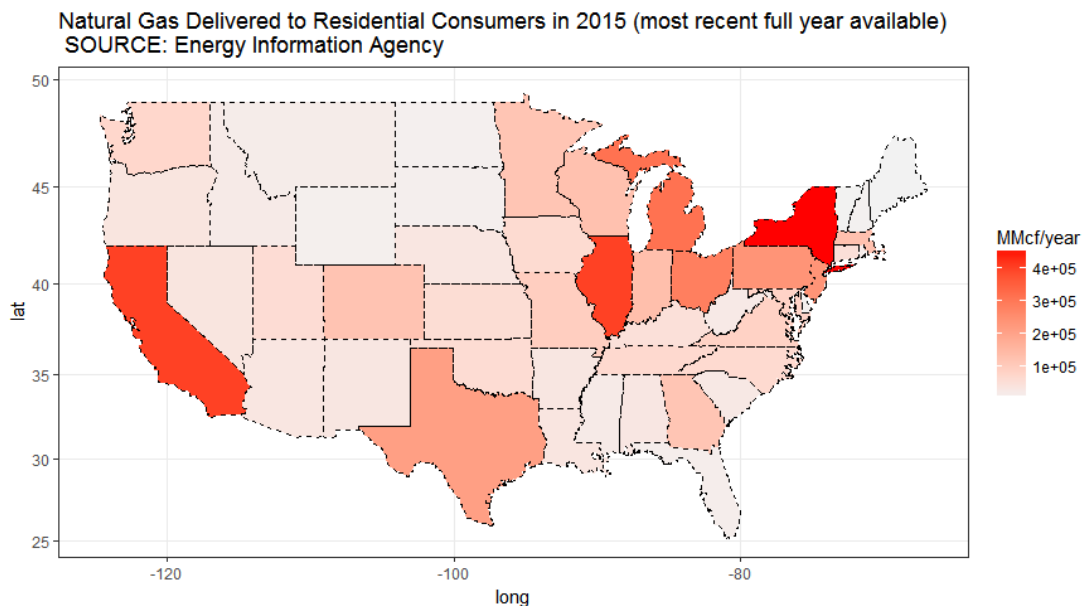 Natural Gas Delivered to Residential Consumers in 2015 (most recent full year available)
SOURCE: Energy Information Agency
50
45
40
35
30
25
lat
-120
-100
-80
long
MMcf/year
4e+05
3e+05
2e+05
1e+05